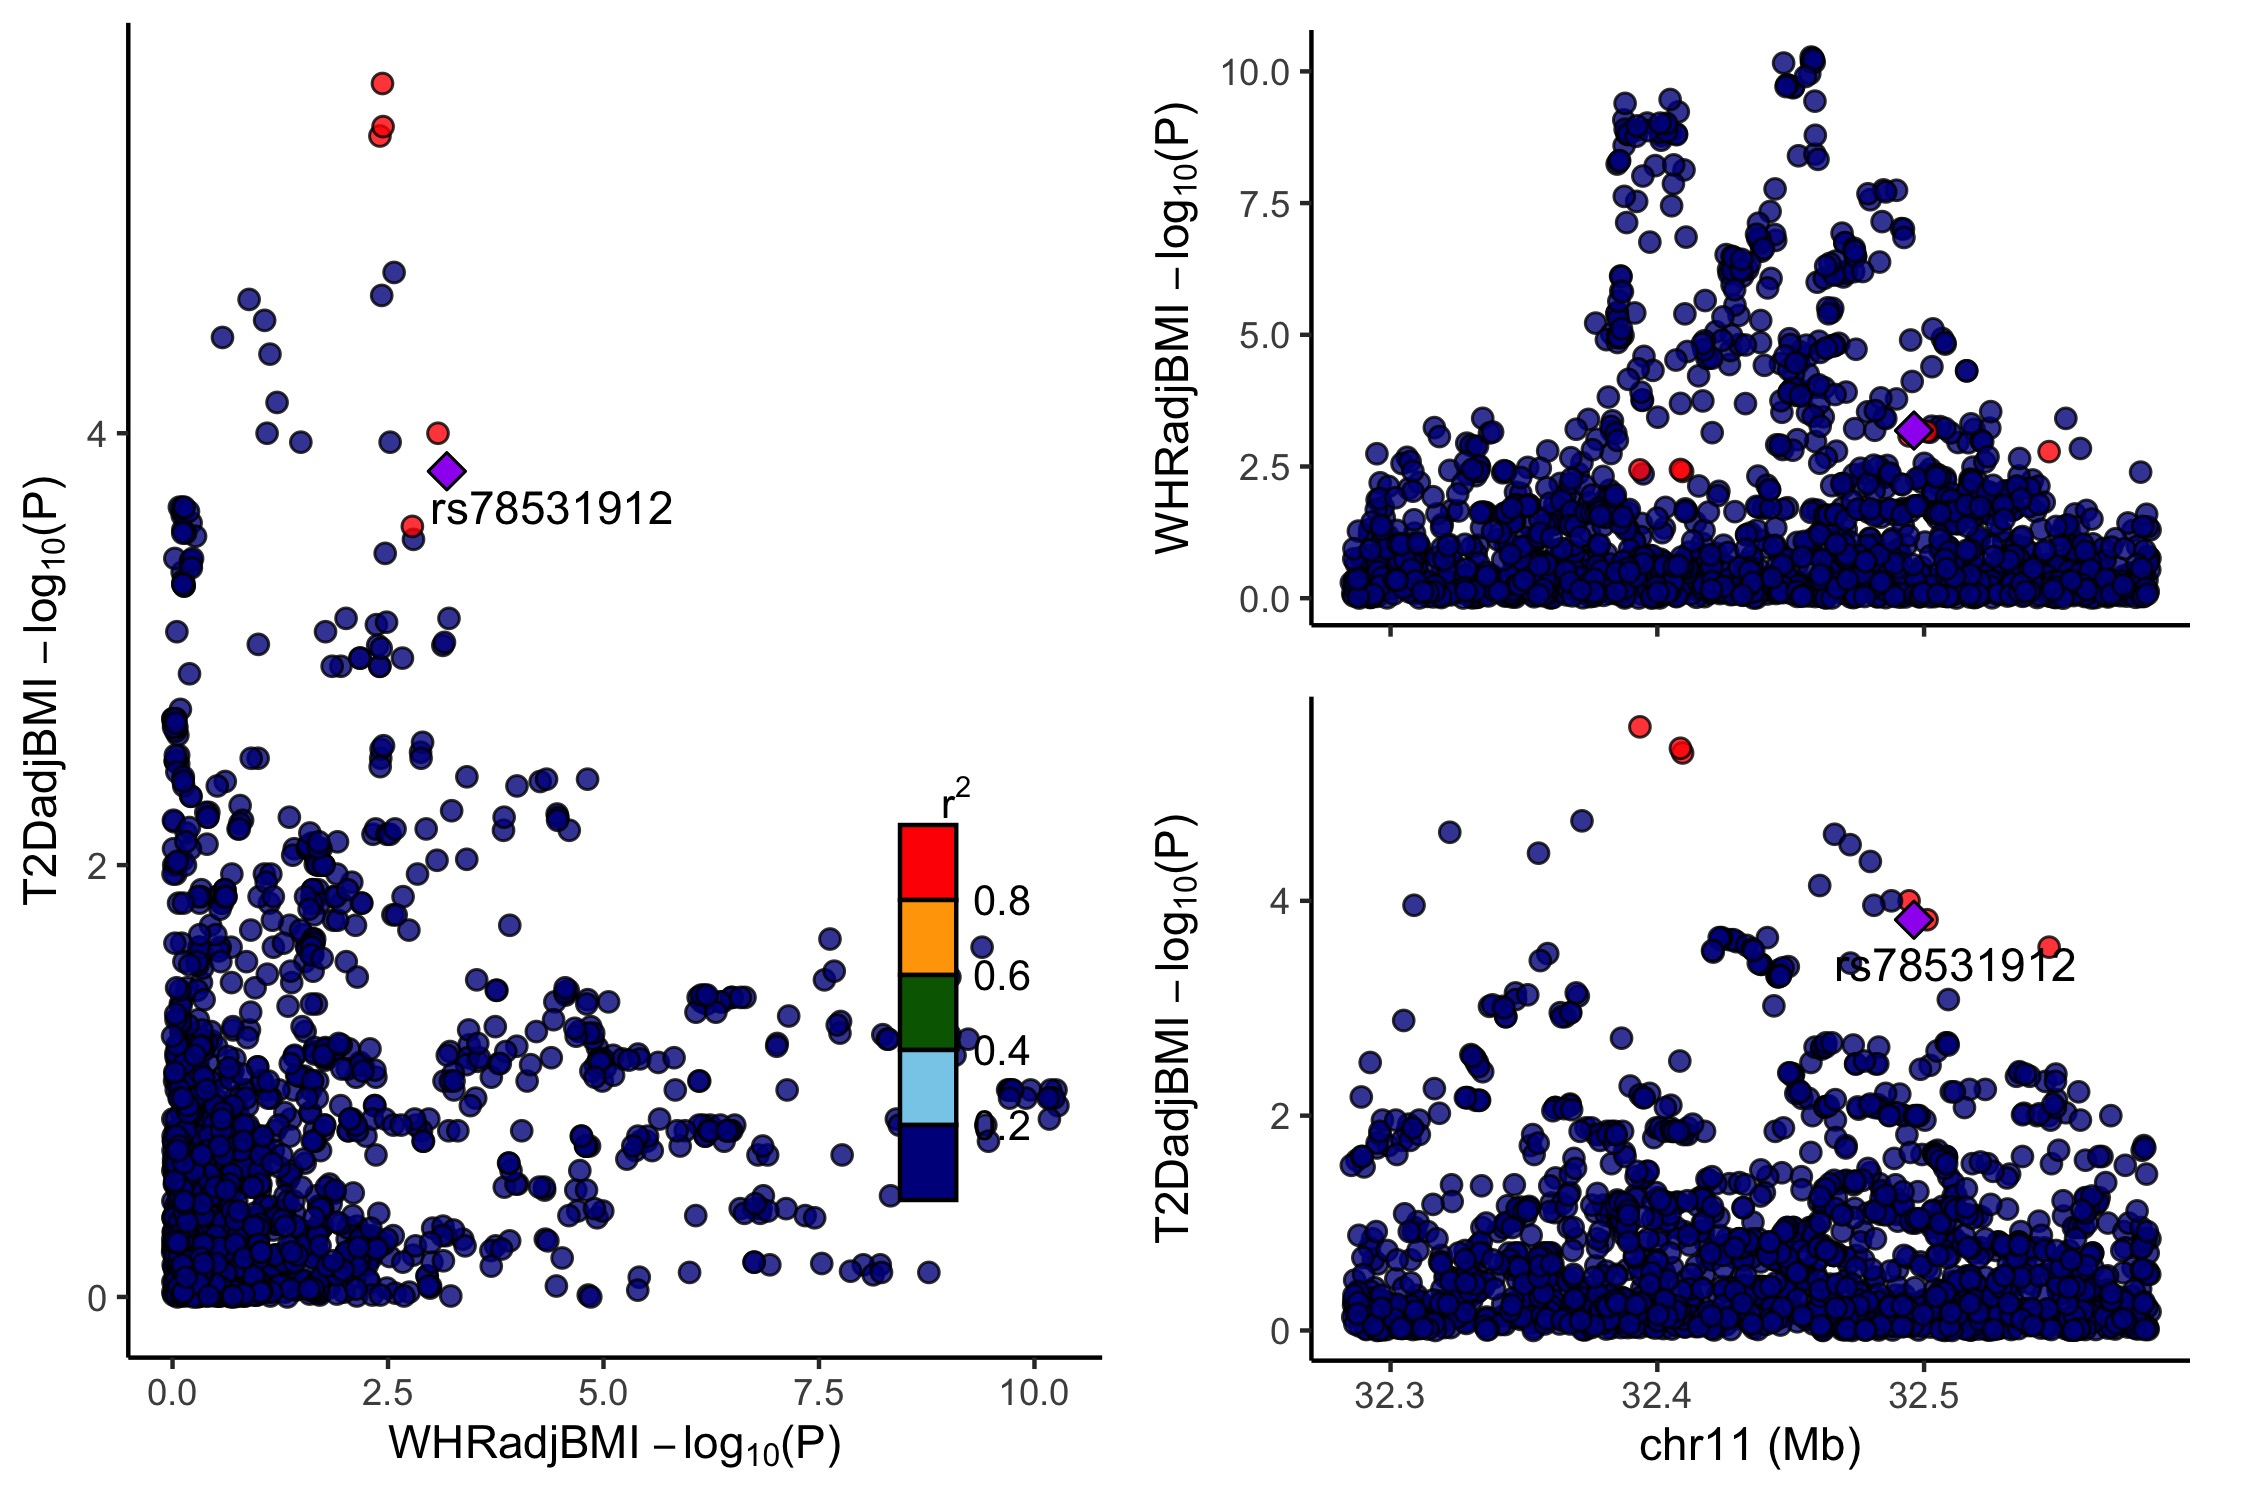 T2DadjBMI −log10(P)
4
2
0
rs78531912
r2
0.8
0.6
0.4
0.2
0.0 2.5 5.0 7.5 10.0
WHRadjBMI −log10(P)
WHRadjBMI −log10(P)
10.0
7.5
5.0
2.5
0.0
T2DadjBMI −log10(P)
4
2
0
rs78531912
32.3 32.4 32.5
chr11 (Mb)